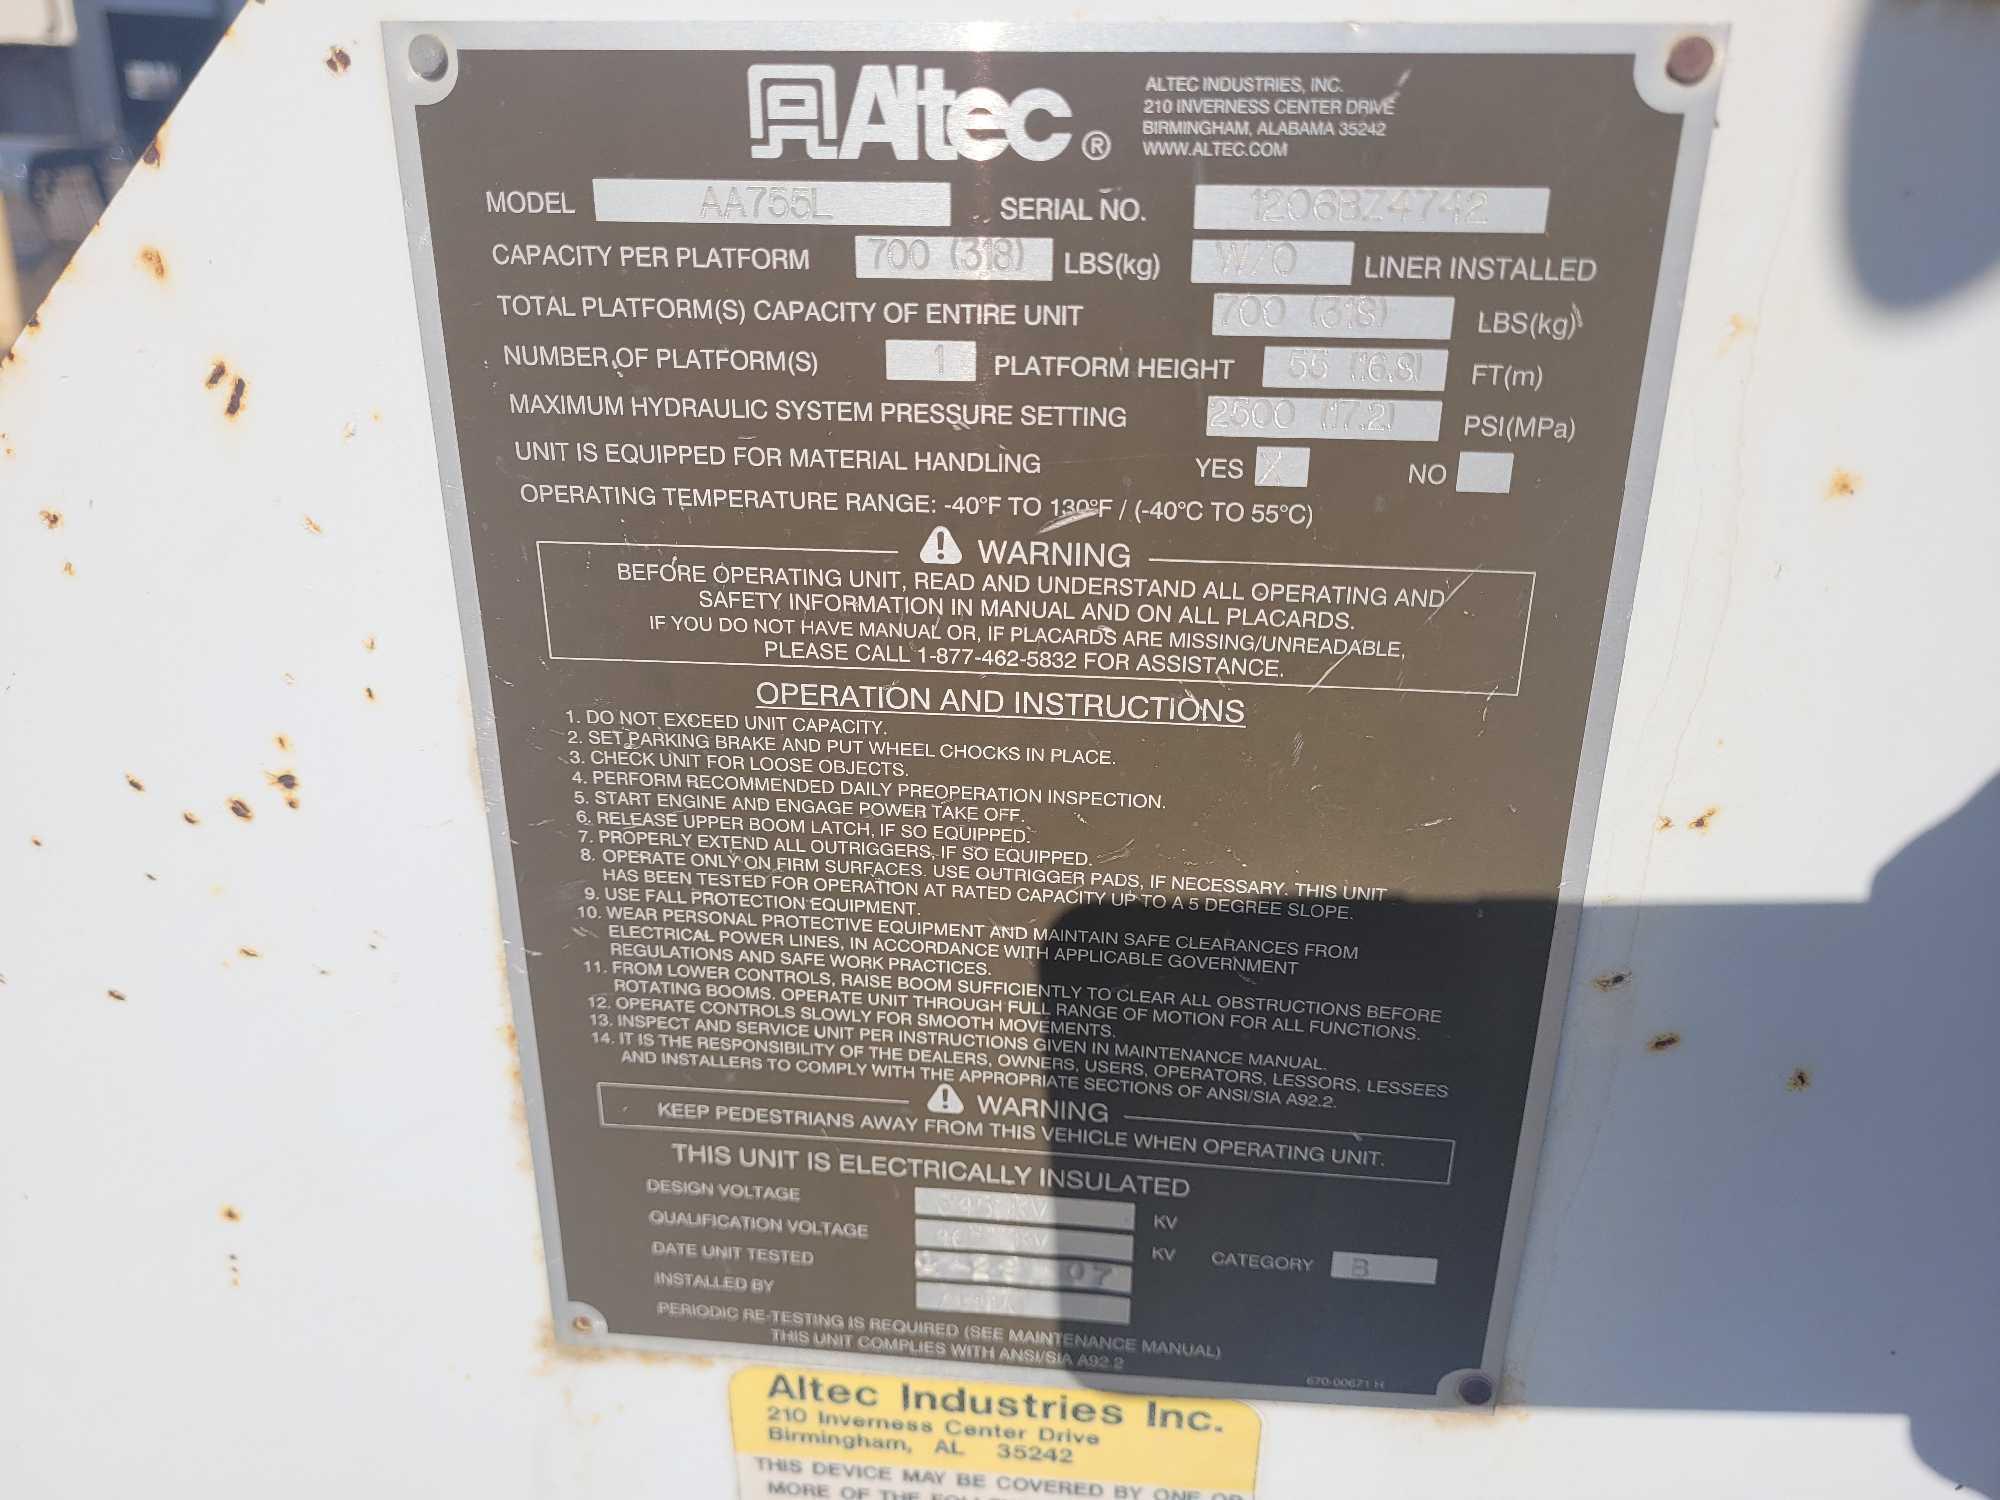 Altec®
ALTEC INDUSTRIES, INC.
210 INVERNESS CENTER DRIVE
BIRMINGHAM, ALABAMA 35242
WWW.ALTEC.COM
MODEL AA755L SERIAL NO. 1206BZ4742
CAPACITY PER PLATFORM 700 (318) LBS(kg) W/O LINER INSTALLED
TOTAL PLATFORM(S) CAPACITY OF ENTIRE UNIT 700 (318) LBS(kg)
NUMBER OF PLATFORM(S) 1 PLATFORM HEIGHT 55 (16.8) FT(m)
MAXIMUM HYDRAULIC SYSTEM PRESSURE SETTING 2500 (17.2) PSI(MPa)
UNIT IS EQUIPPED FOR MATERIAL HANDLING YES X NO
OPERATING TEMPERATURE RANGE: -40°F TO 130°F / (-40°C TO 55°C)
WARNING
BEFORE OPERATING UNIT, READ AND UNDERSTAND ALL OPERATING AND
SAFETY INFORMATION IN MANUAL AND ON ALL PLACARDS.
IF YOU DO NOT HAVE MANUAL OR, IF PLACARDS ARE MISSING/UNREADABLE,
PLEASE CALL 1-877-462-5832 FOR ASSISTANCE.
OPERATION AND INSTRUCTIONS
1. DO NOT EXCEED UNIT CAPACITY.
2. SET PARKING BRAKE AND PUT WHEEL CHOCKS IN PLACE.
3. CHECK UNIT FOR LOOSE OBJECTS.
4. PERFORM RECOMMENDED DAILY PREOPERATION INSPECTION.
5. START ENGINE AND ENGAGE POWER TAKE OFF.
6. RELEASE UPPER BOOM LATCH, IF SO EQUIPPED.
7. PROPERLY EXTEND ALL OUTRIGGERS, IF SO EQUIPPED.
8. OPERATE ONLY ON FIRM SURFACES. USE OUTRIGGER PADS, IF NECESSARY. THIS UNIT
HAS BEEN TESTED FOR OPERATION AT RATED CAPACITY UP TO A 5 DEGREE SLOPE.
9. USE FALL PROTECTION EQUIPMENT.
10. WEAR PERSONAL PROTECTIVE EQUIPMENT AND MAINTAIN SAFE CLEARANCES FROM
ELECTRICAL POWER LINES, IN ACCORDANCE WITH APPLICABLE GOVERNMENT
REGULATIONS AND SAFE WORK PRACTICES.
11. FROM LOWER CONTROLS, RAISE BOOM SUFFICIENTLY TO CLEAR ALL OBSTRUCTIONS BEFORE
ROTATING BOOMS. OPERATE UNIT THROUGH FULL RANGE OF MOTION FOR ALL FUNCTIONS.
12. OPERATE CONTROLS SLOWLY FOR SMOOTH MOVEMENTS.
13. INSPECT AND SERVICE UNIT PER INSTRUCTIONS GIVEN IN MAINTENANCE MANUAL.
14. IT IS THE RESPONSIBILITY OF THE DEALERS, OWNERS, USERS, OPERATORS, LESSORS, LESSEES
AND INSTALLERS TO COMPLY WITH THE APPROPRIATE SECTIONS OF ANSI/SIA A92.2.
WARNING
KEEP PEDESTRIANS AWAY FROM THIS VEHICLE WHEN OPERATING UNIT.
THIS UNIT IS ELECTRICALLY INSULATED
DESIGN VOLTAGE KV
QUALIFICATION VOLTAGE KV CATEGORY B
DATE UNIT TESTED 07
INSTALLED BY
PERIODIC RE-TESTING IS REQUIRED (SEE MAINTENANCE MANUAL)
THIS UNIT COMPLIES WITH ANSI/SIA A92.2
670-00671 H
Altec Industries Inc.
210 Inverness Center Drive
Birmingham, AL 35242
THIS DEVICE MAY BE COVERED BY ONE OR
MORE OF THE